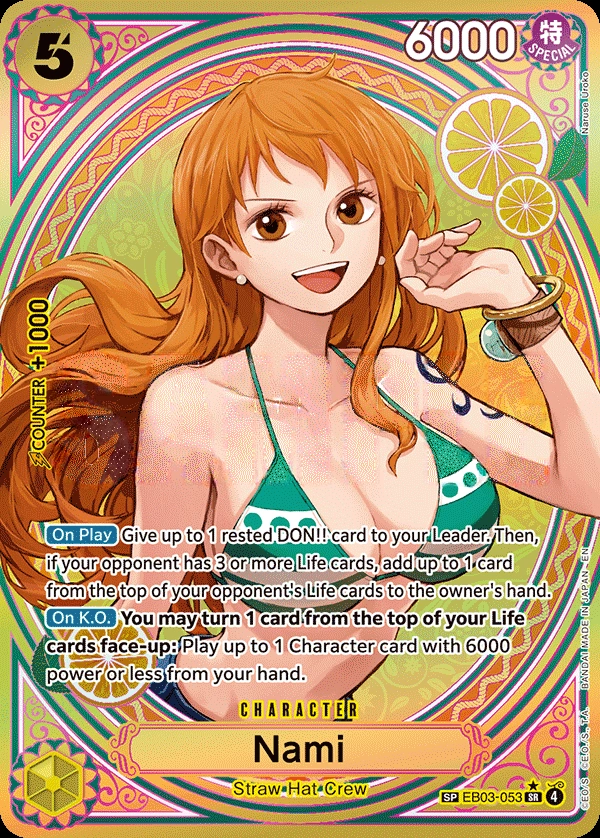 5
6000
特
SPECIAL
Naruse Uroko
COUNTER +1000
On Play Give up to 1 rested DON!! card to your Leader. Then,
if your opponent has 3 or more Life cards, add up to 1 card
from the top of your opponent's Life cards to the owner's hand.
On K.O. You may turn 1 card from the top of your Life
cards face-up: Play up to 1 Character card with 6000
power or less from your hand.
CHARACTER
Nami
Straw Hat Crew
SP EB03-053 SR 4
BANDAI MADE IN JAPAN EN